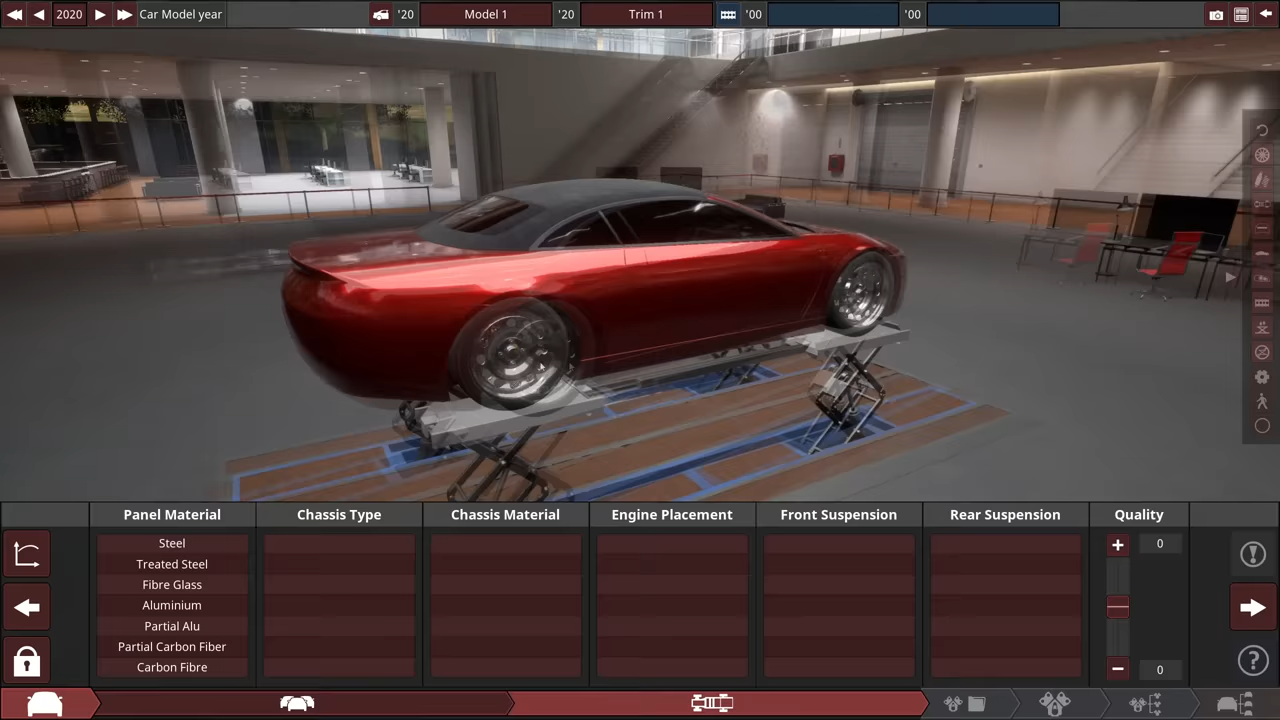 2020 Car Model year '20 Model 1 '20 Trim 1 '00 '00
Panel Material Chassis Type Chassis Material Engine Placement Front Suspension Rear Suspension Quality
Steel
Treated Steel
Fibre Glass
Aluminium
Partial Alu
Partial Carbon Fiber
Carbon Fibre
0
0